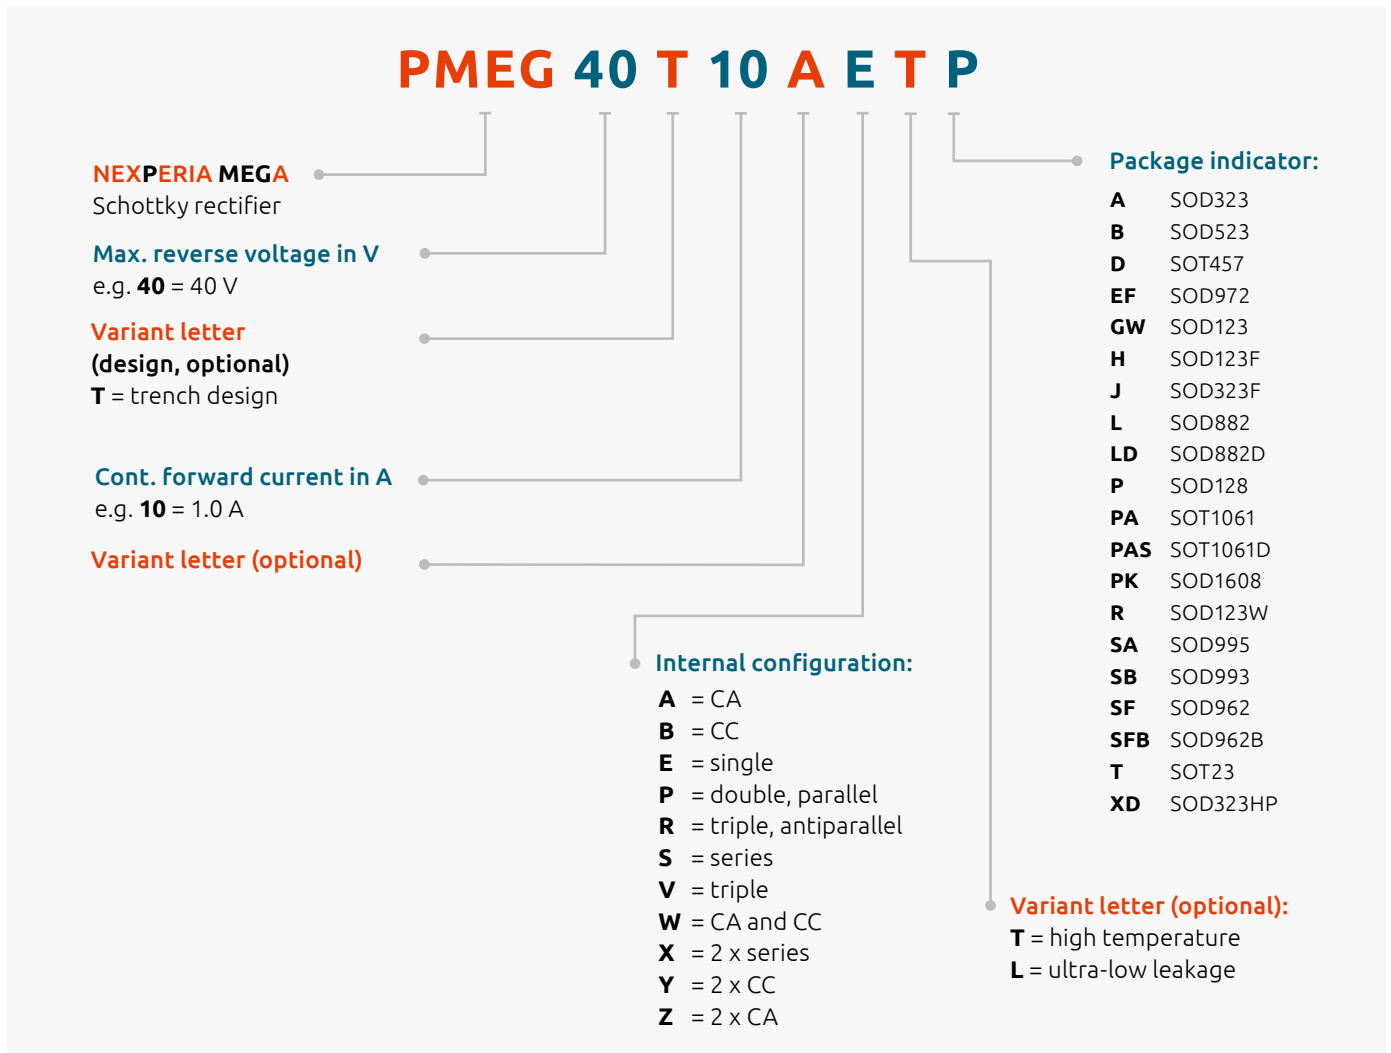 PMEG 40 T 10 A E T P
NEXPERIA MEGA
Schottky rectifier
Max. reverse voltage in V
e.g. 40 = 40 V
Variant letter
(design, optional)
T = trench design
Cont. forward current in A
e.g. 10 = 1.0 A
Variant letter (optional)
Internal configuration:
A = CA
B = CC
E = single
P = double, parallel
R = triple, antiparallel
S = series
V = triple
W = CA and CC
X = 2 x series
Y = 2 x CC
Z = 2 x CA
Package indicator:
A SOD323
B SOD523
D SOT457
EF SOD972
GW SOD123
H SOD123F
J SOD323F
L SOD882
LD SOD882D
P SOD128
PA SOT1061
PAS SOT1061D
PK SOD1608
R SOD123W
SA SOD995
SB SOD993
SF SOD962
SFB SOD962B
T SOT23
XD SOD323HP
Variant letter (optional):
T = high temperature
L = ultra-low leakage